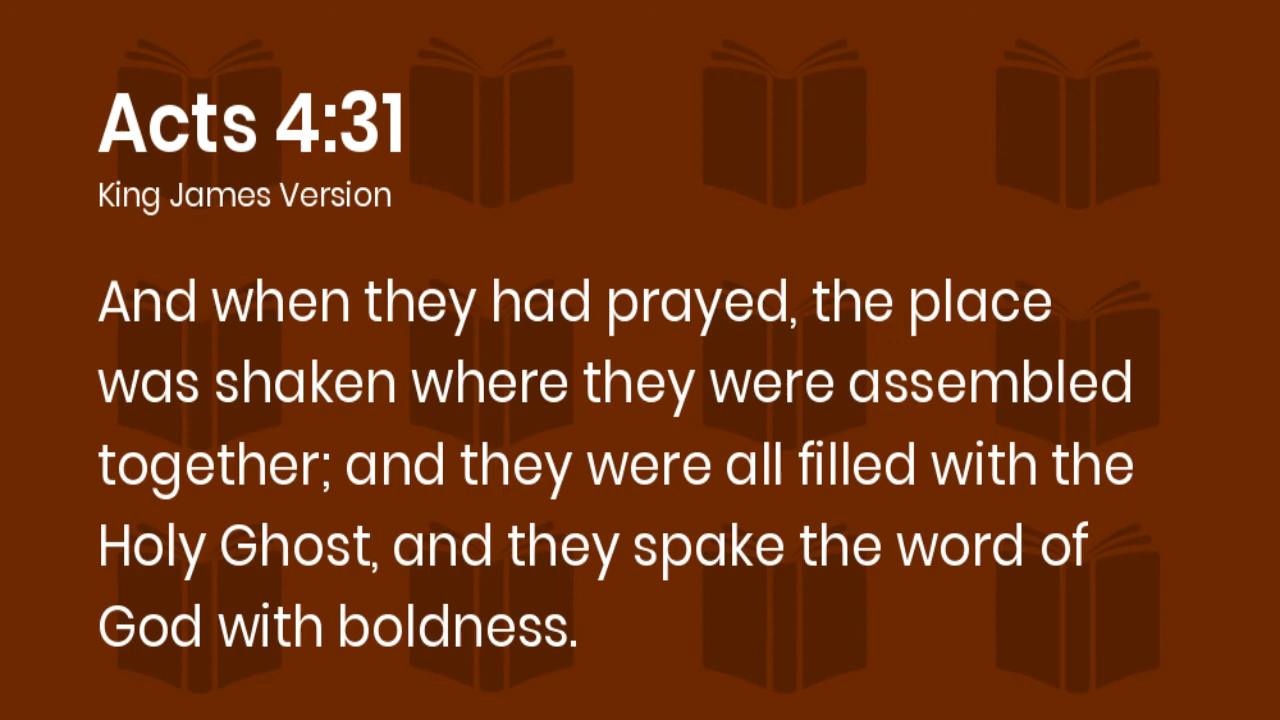 Acts 4:31
King James Version
And when they had prayed, the place
was shaken where they were assembled
together; and they were all filled with the
Holy Ghost, and they spake the word of
God with boldness.